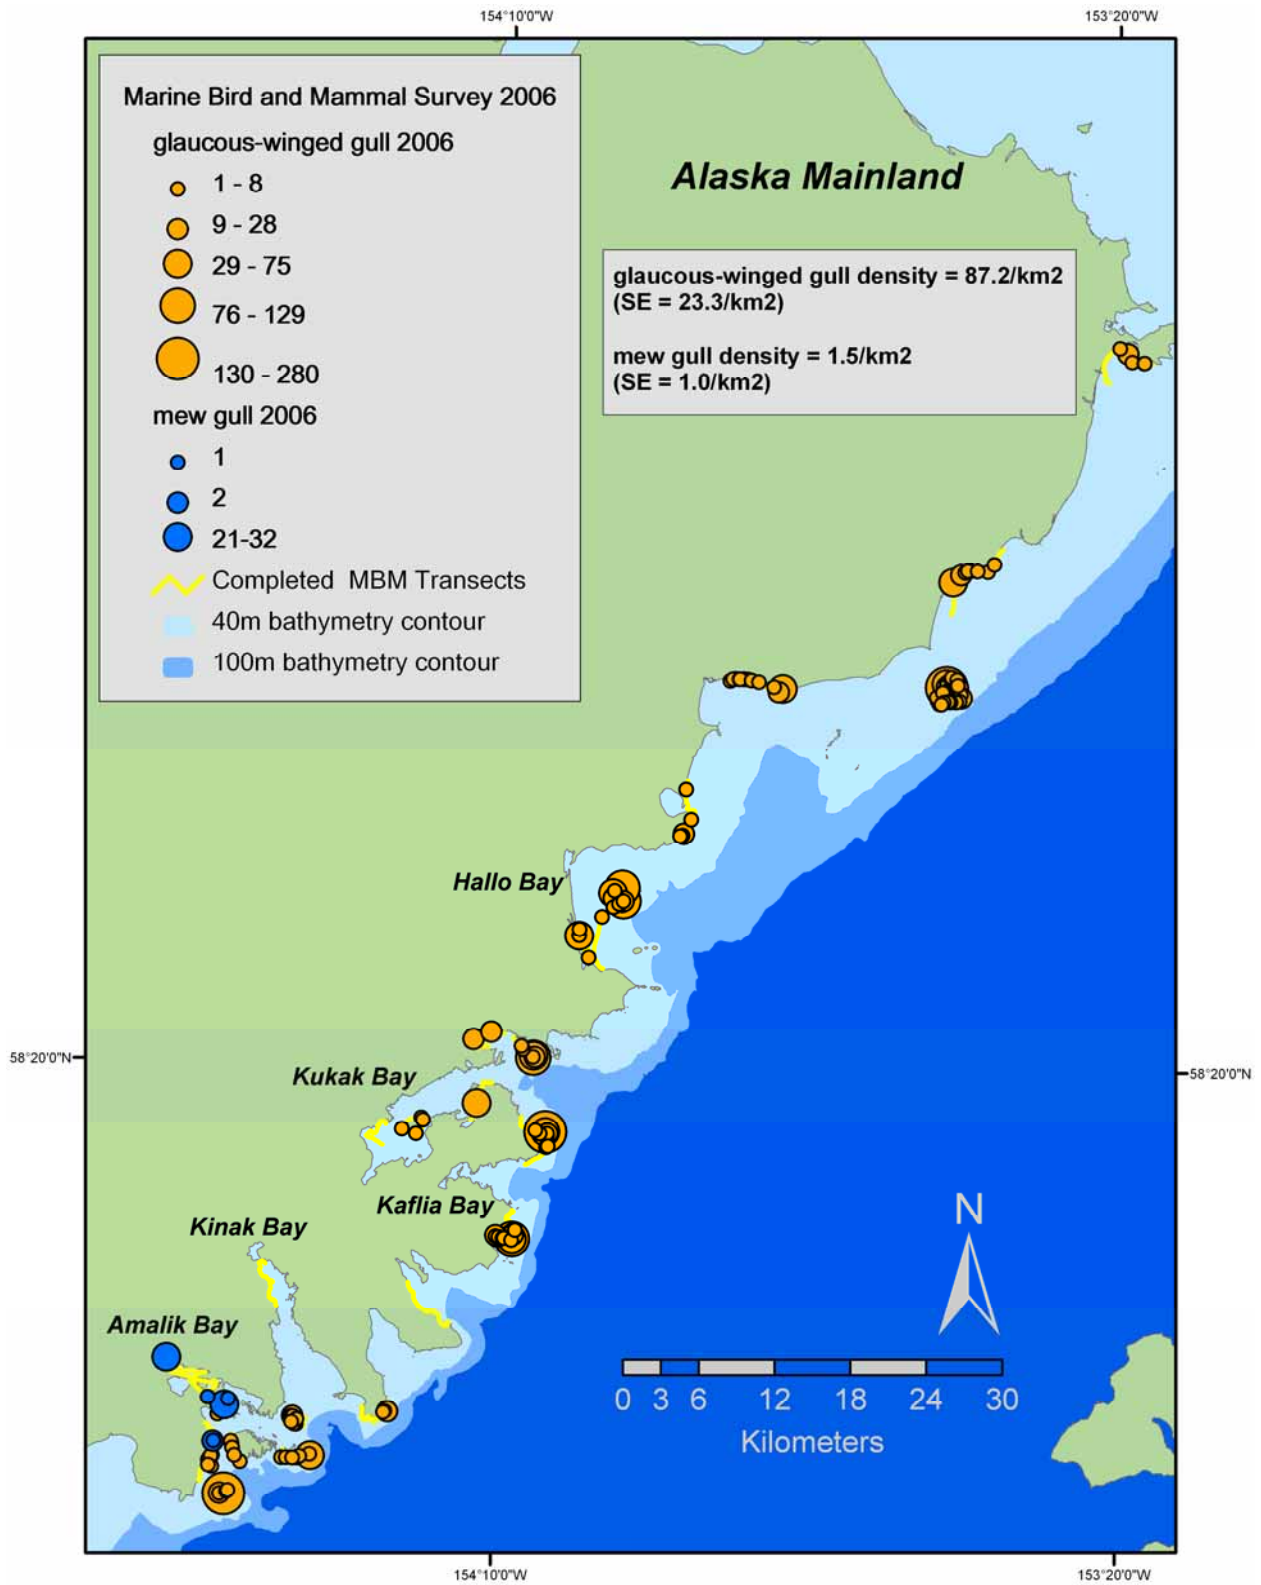 154°10'0"W
153°20'0"W
Marine Bird and Mammal Survey 2006
glaucous-winged gull 2006
1 - 8
9 - 28
29 - 75
76 - 129
130 - 280
mew gull 2006
1
2
21-32
Completed MBM Transects
40m bathymetry contour
100m bathymetry contour
Alaska Mainland
glaucous-winged gull density = 87.2/km2
(SE = 23.3/km2)
mew gull density = 1.5/km2
(SE = 1.0/km2)
Hallo Bay
58°20'0"N
58°20'0"N
Kukak Bay
Kaflia Bay
Kinak Bay
Amalik Bay
N
0 3 6 12 18 24 30
Kilometers
154°10'0"W
153°20'0"W